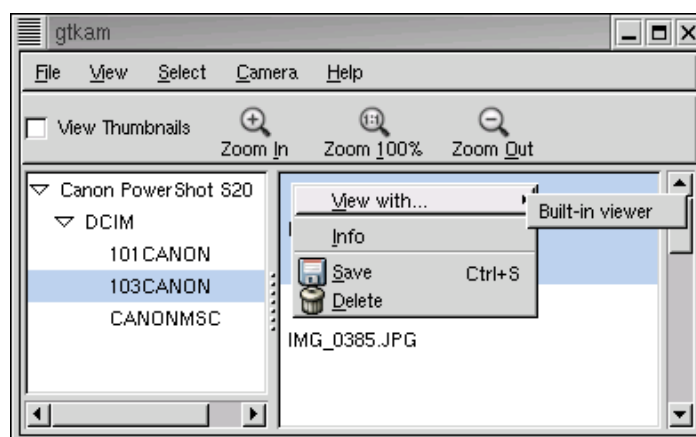 gtkam
File View Select Camera Help
View Thumbnails
Zoom In Zoom 100% Zoom Out
Canon PowerShot S20
DCIM
101CANON
103CANON
CANONMSC
View with...
Built-in viewer
Info
Save Ctrl+S
Delete
IMG_0385.JPG